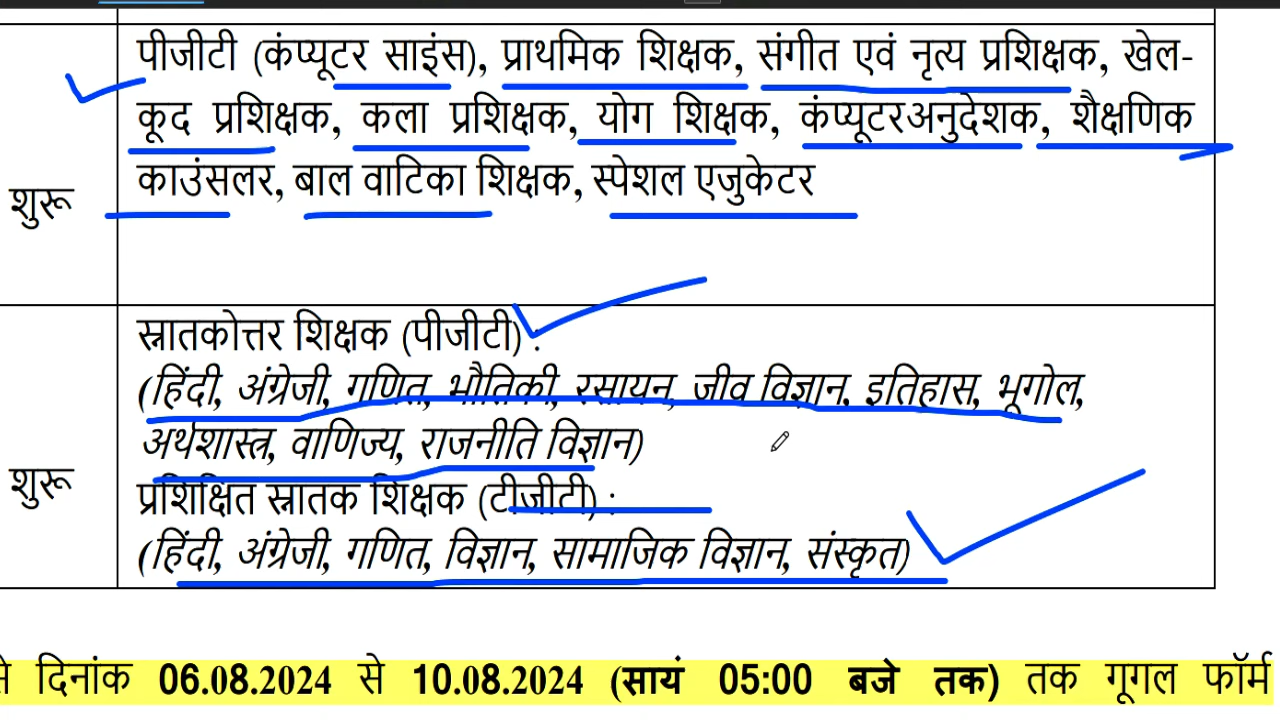 पीजीटी (कंप्यूटर साइंस), प्राथमिक शिक्षक, संगीत एवं नृत्य प्रशिक्षक, खेल-
कूद प्रशिक्षक, कला प्रशिक्षक, योग शिक्षक, कंप्यूटरअनुदेशक, शैक्षणिक
काउंसलर, बाल वाटिका शिक्षक, स्पेशल एजुकेटर
शुरू
स्नातकोत्तर शिक्षक (पीजीटी) :
(हिंदी, अंग्रेजी, गणित, भौतिकी, रसायन, जीव विज्ञान, इतिहास, भूगोल,
अर्थशास्त्र, वाणिज्य, राजनीति विज्ञान)
शुरू
प्रशिक्षित स्नातक शिक्षक (टीजीटी) :
(हिंदी, अंग्रेजी, गणित, विज्ञान, सामाजिक विज्ञान, संस्कृत)
दिनांक 06.08.2024 से 10.08.2024 (सायं 05:00 बजे तक) तक गूगल फॉर्म